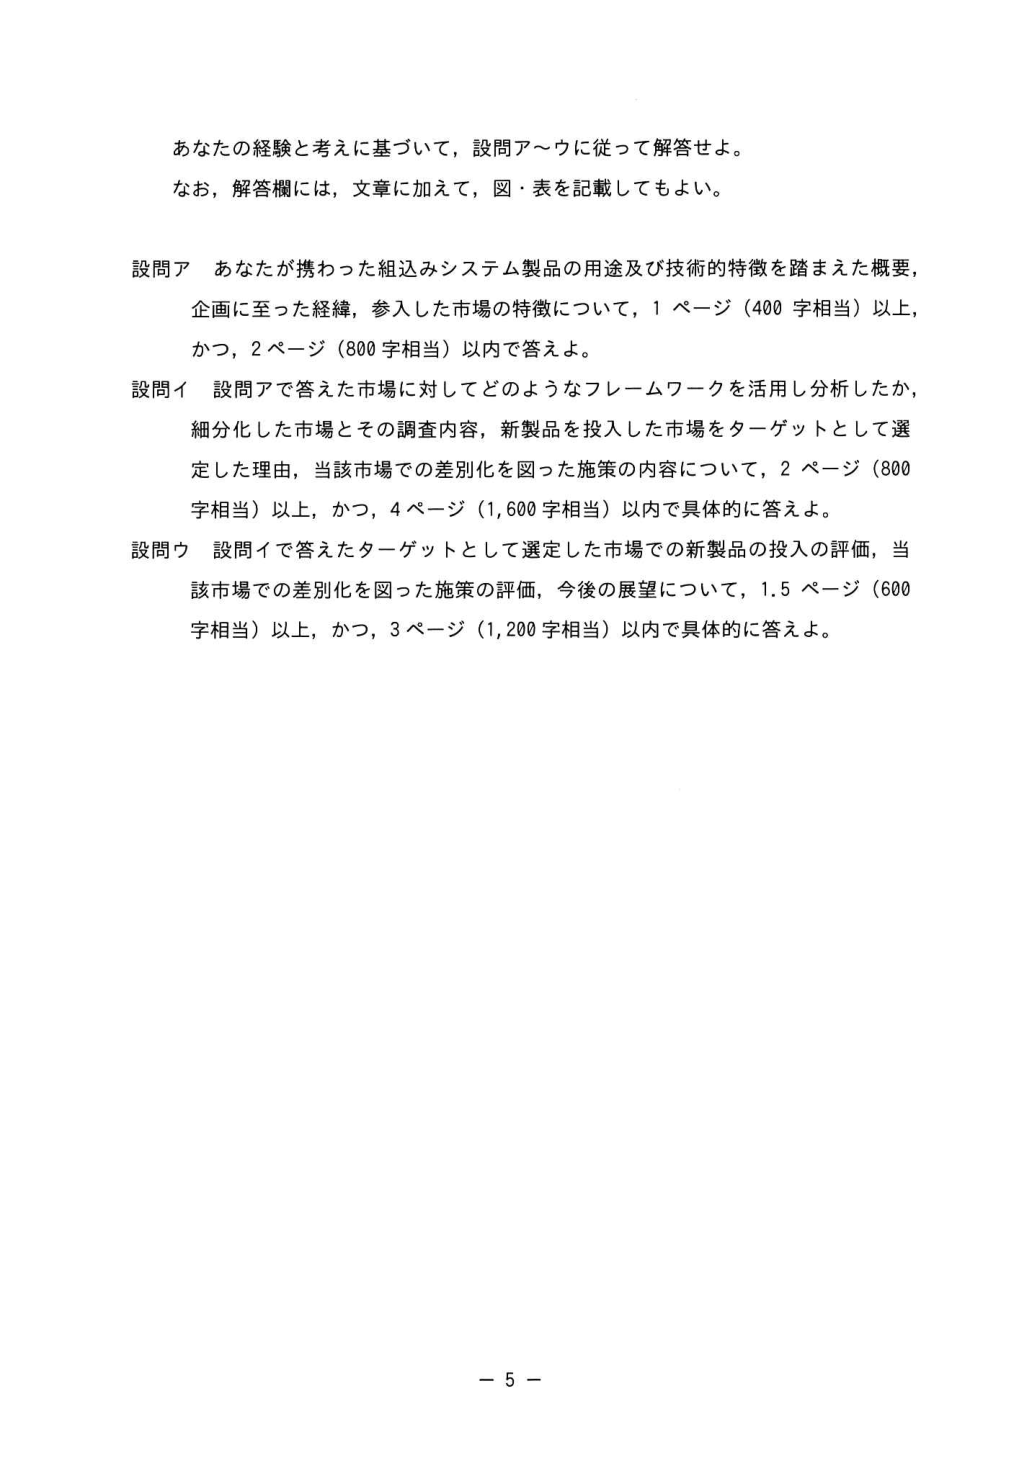 あなたの経験と考えに基づいて，設問ア～ウに従って解答せよ。
なお，解答欄には，文章に加えて，図・表を記載してもよい。
設問ア　あなたが携わった組込みシステム製品の用途及び技術的特徴を踏まえた概要，
企画に至った経緯，参入した市場の特徴について，1 ページ（400 字相当）以上，
かつ，2 ページ（800 字相当）以内で答えよ。
設問イ　設問アで答えた市場に対してどのようなフレームワークを活用し分析したか，
細分化した市場とその調査内容，新製品を投入した市場をターゲットとして選
定した理由，当該市場での差別化を図った施策の内容について，2 ページ（800
字相当）以上，かつ，4 ページ（1,600 字相当）以内で具体的に答えよ。
設問ウ　設問イで答えたターゲットとして選定した市場での新製品の投入の評価，当
該市場での差別化を図った施策の評価，今後の展望について，1.5 ページ（600
字相当）以上，かつ，3 ページ（1,200 字相当）以内で具体的に答えよ。
－ 5 －